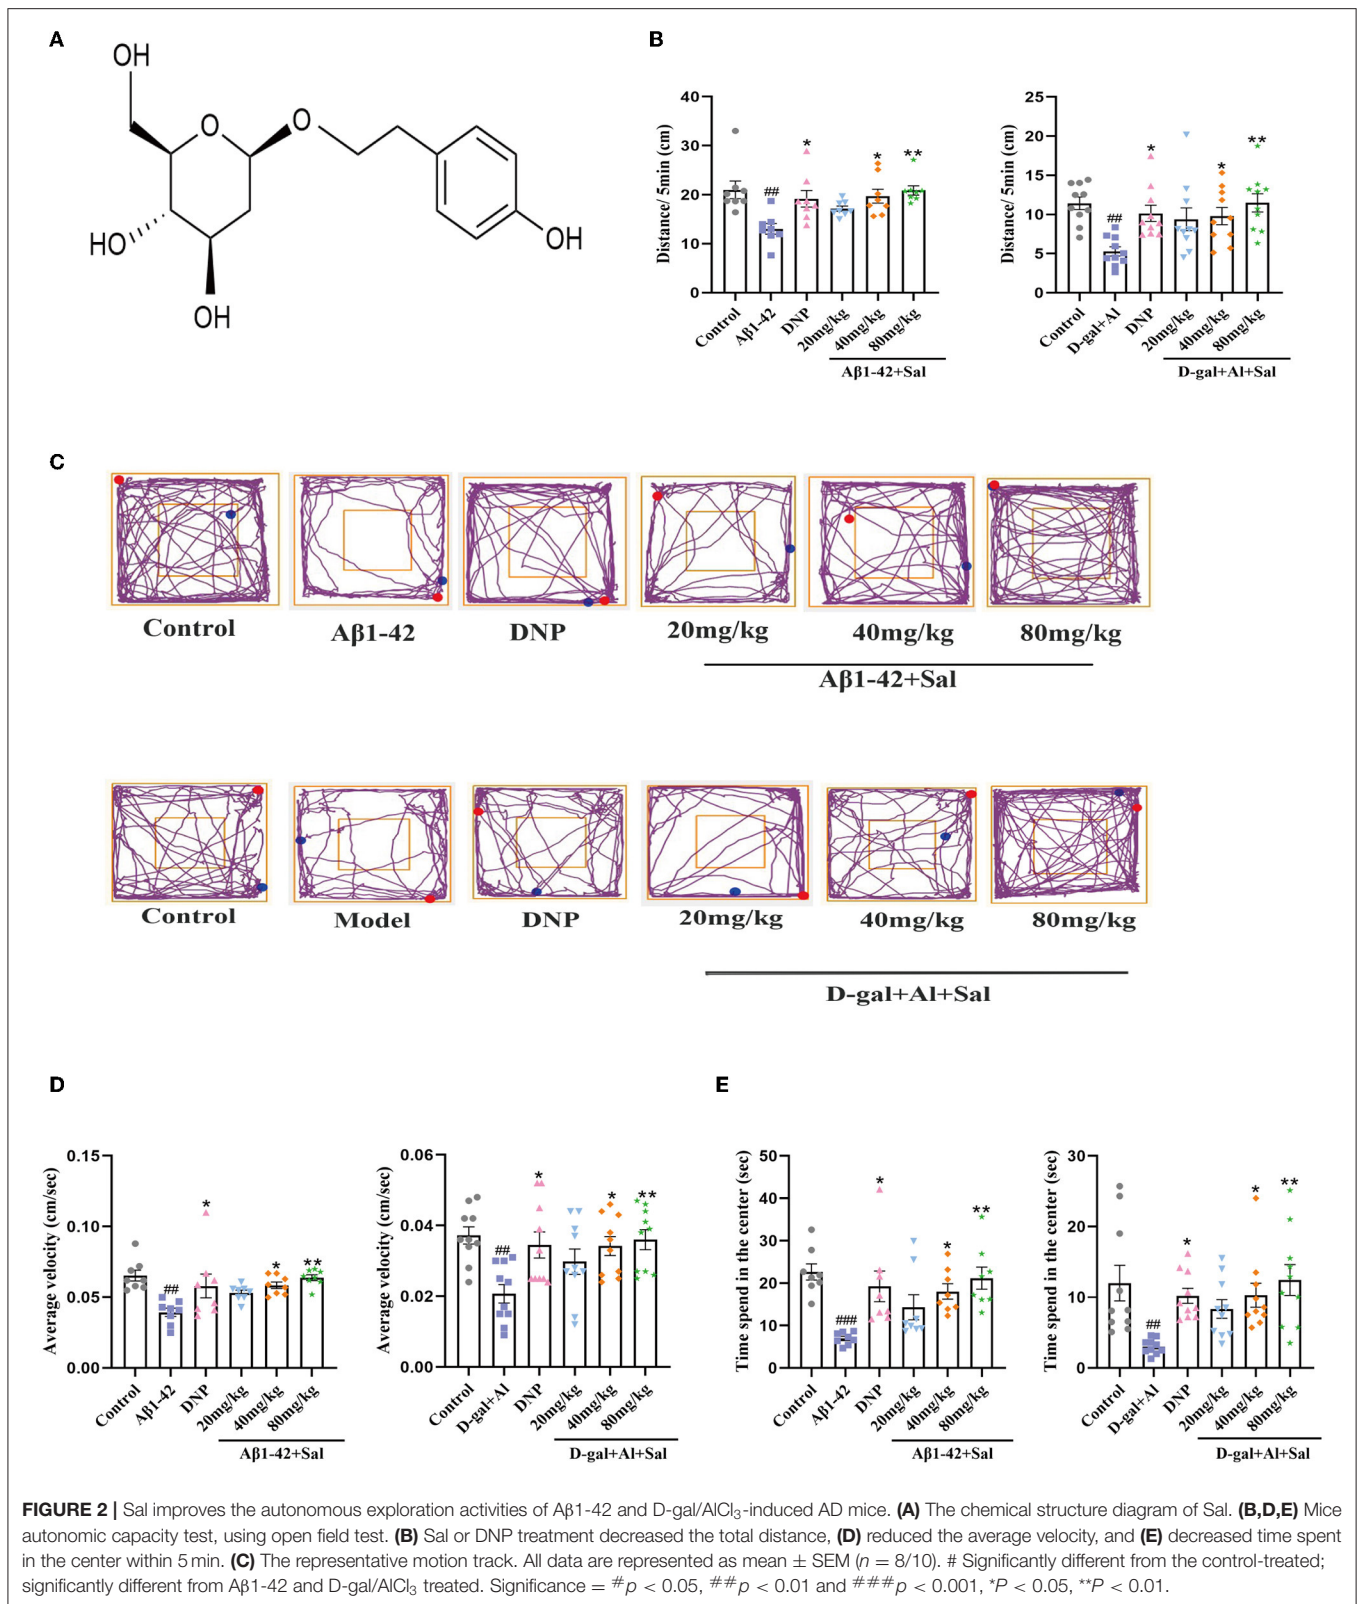 A
OH
O
O
HO
OH
OH
B
Distance/ 5min (cm)
40
30
20
10
0
##
*
*
**
Control
Aβ1-42
DNP
20mg/kg
40mg/kg
80mg/kg
Aβ1-42+Sal
Distance/ 5min (cm)
25
20
15
10
5
0
##
*
*
**
Control
D-gal+Al
DNP
20mg/kg
40mg/kg
80mg/kg
D-gal+Al+Sal
C
Control
Aβ1-42
DNP
20mg/kg
40mg/kg
80mg/kg
Aβ1-42+Sal
Control
Model
DNP
20mg/kg
40mg/kg
80mg/kg
D-gal+Al+Sal
D
Average velocity (cm/sec)
0.15
0.10
0.05
0.00
##
*
*
**
Control
Aβ1-42
DNP
20mg/kg
40mg/kg
80mg/kg
Aβ1-42+Sal
Average velocity (cm/sec)
0.06
0.04
0.02
0.00
##
*
*
**
Control
D-gal+Al
DNP
20mg/kg
40mg/kg
80mg/kg
D-gal+Al+Sal
E
Time spend in the center (sec)
50
40
30
20
10
0
###
*
*
**
Control
Aβ1-42
DNP
20mg/kg
40mg/kg
80mg/kg
Aβ1-42+Sal
Time spend in the center (sec)
30
20
10
0
##
*
*
**
Control
D-gal+Al
DNP
20mg/kg
40mg/kg
80mg/kg
D-gal+Al+Sal
FIGURE 2 | Sal improves the autonomous exploration activities of Aβ1-42 and D-gal/AlCl₃-induced AD mice. (A) The chemical structure diagram of Sal. (B,D,E) Mice
autonomic capacity test, using open field test. (B) Sal or DNP treatment decreased the total distance, (D) reduced the average velocity, and (E) decreased time spent
in the center within 5 min. (C) The representative motion track. All data are represented as mean ± SEM (n = 8/10). # Significantly different from the control-treated;
significantly different from Aβ1-42 and D-gal/AlCl₃ treated. Significance = #p < 0.05, ##p < 0.01 and ###p < 0.001, *P < 0.05, **P < 0.01.